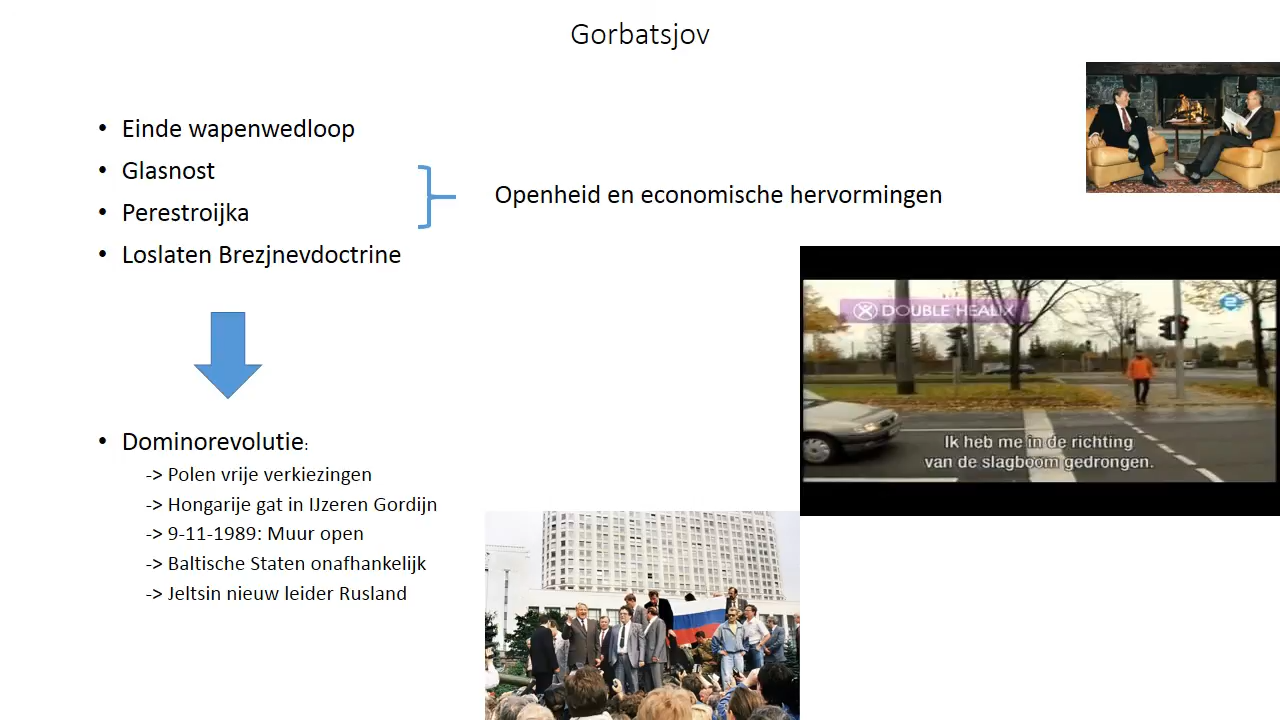 Gorbatsjov
• Einde wapenwedloop
• Glasnost
• Perestroijka
• Loslaten Brezjnevdoctrine
Openheid en economische hervormingen
• Dominorevolutie:
-> Polen vrije verkiezingen
-> Hongarije gat in IJzeren Gordijn
-> 9-11-1989: Muur open
-> Baltische Staten onafhankelijk
-> Jeltsin nieuw leider Rusland
DOUBLE HEALIX
2
Ik heb me in de richting
van de slagboom gedrongen.